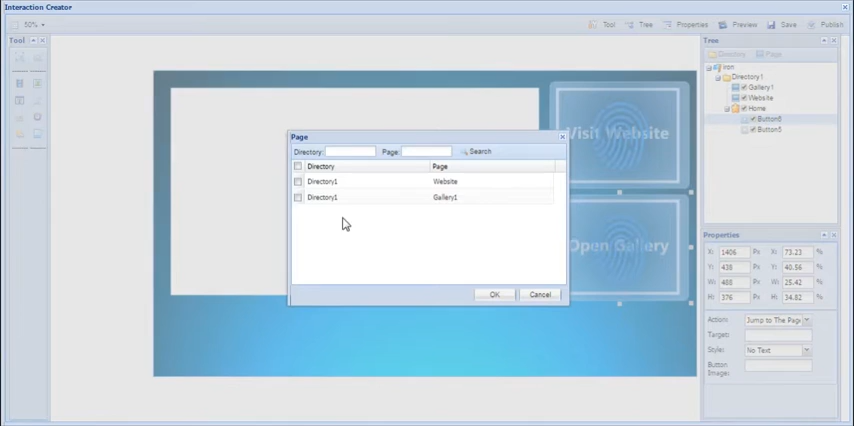 Interaction Creator
50%
Tool
Tree
Properties
Preview
Save
Publish
Tool
Tree
Directory
Page
Iron
Directory1
Gallery1
Website
Home
Button6
Button5
Visit Website
Open Gallery
Page
Directory:
Page:
Search
Directory Page
Directory1 Website
Directory1 Gallery1
OK Cancel
Properties
X: 1406 Px X: 73.23 %
Y: 438 Px Y: 40.56 %
W: 488 Px W: 25.42 %
H: 376 Px H: 34.82 %
Action: Jump to The Page
Target:
Style: No Text
Button
Image: